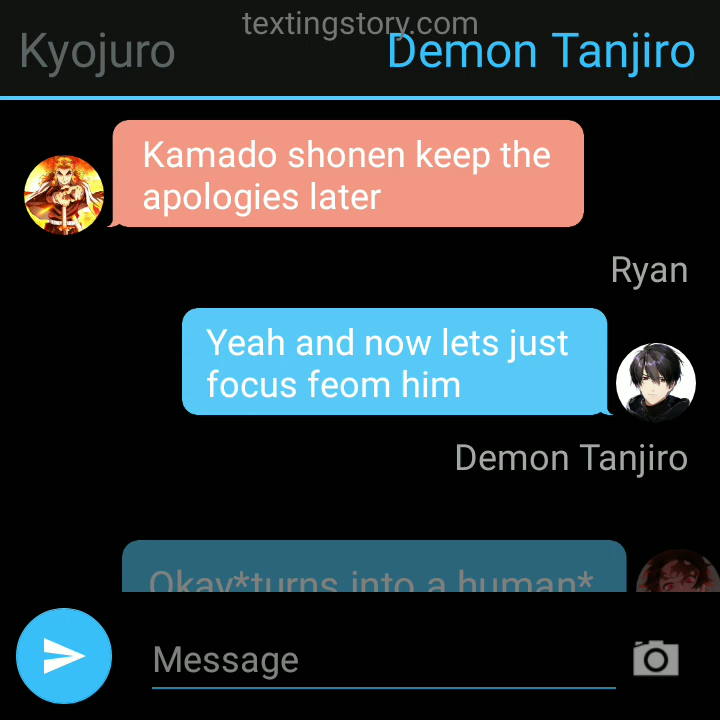 textingstory.com
Kyojuro
Demon Tanjiro
Kamado shonen keep the
apologies later
Ryan
Yeah and now lets just
focus feom him
Demon Tanjiro
Okay*turns into a human*
Message